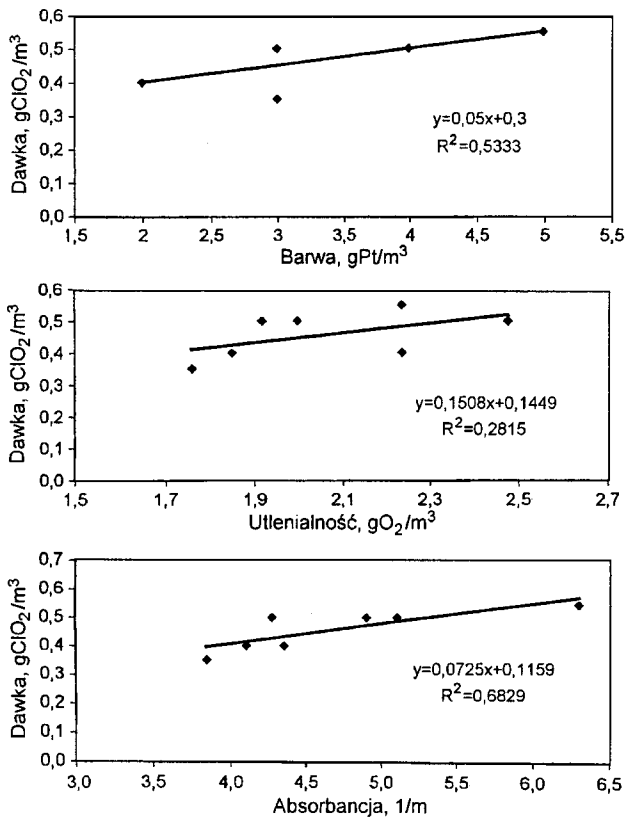 Dawka, gClO₂/m³
0,6
0,5
0,4
0,3
0,2
0,1
0,0
y=0,05x+0,3
R²=0,5333
1,5 2 2,5 3 3,5 4 4,5 5 5,5
Barwa, gPt/m³
Dawka, gClO₂/m³
0,6
0,5
0,4
0,3
0,2
0,1
0,0
y=0,1508x+0,1449
R²=0,2815
1,5 1,7 1,9 2,1 2,3 2,5 2,7
Utlenialność, gO₂/m³
Dawka, gClO₂/m³
0,7
0,6
0,5
0,4
0,3
0,2
0,1
0,0
y=0,0725x+0,1159
R²=0,6829
3,0 3,5 4,0 4,5 5,0 5,5 6,0 6,5
Absorbancja, 1/m